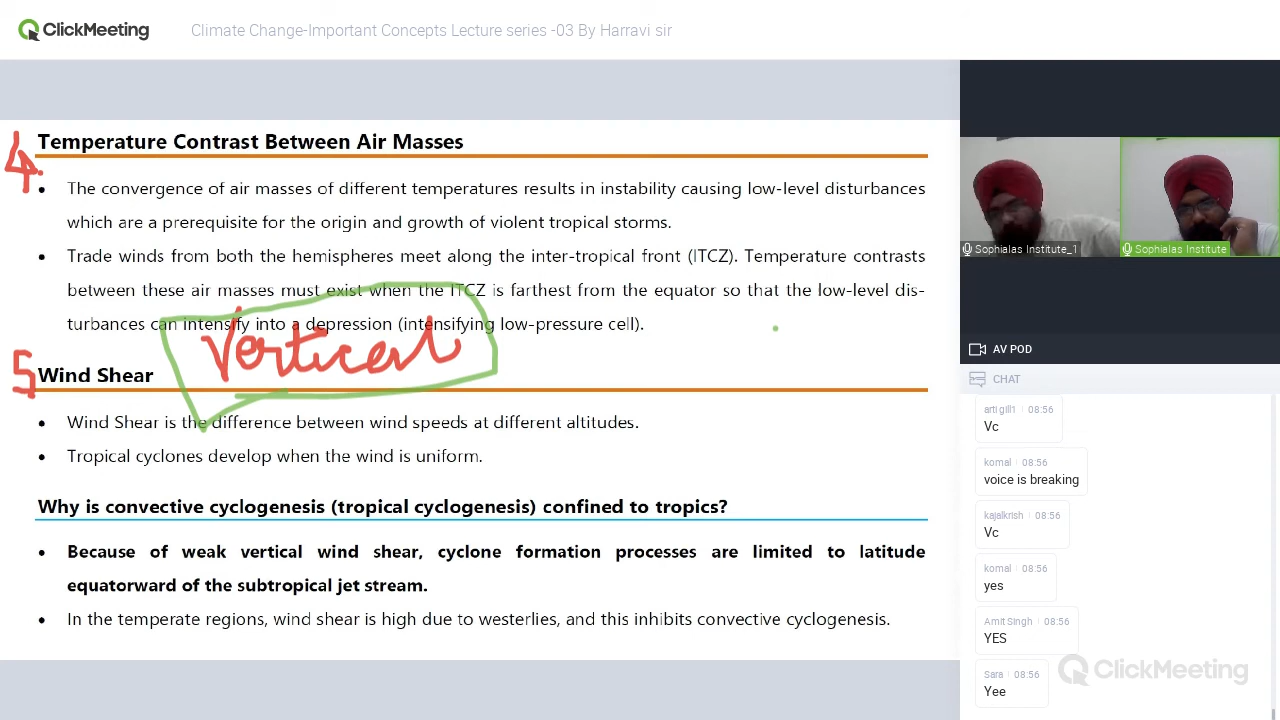 ClickMeeting
Climate Change-Important Concepts Lecture series -03 By Harravi sir
4.
Temperature Contrast Between Air Masses
• The convergence of air masses of different temperatures results in instability causing low-level disturbances
which are a prerequisite for the origin and growth of violent tropical storms.
• Trade winds from both the hemispheres meet along the inter-tropical front (ITCZ). Temperature contrasts
between these air masses must exist when the ITCZ is farthest from the equator so that the low-level dis-
turbances can intensify into a depression (intensifying low-pressure cell).
Vertical
5
Wind Shear
• Wind Shear is the difference between wind speeds at different altitudes.
• Tropical cyclones develop when the wind is uniform.
Why is convective cyclogenesis (tropical cyclogenesis) confined to tropics?
• Because of weak vertical wind shear, cyclone formation processes are limited to latitude
equatorward of the subtropical jet stream.
• In the temperate regions, wind shear is high due to westerlies, and this inhibits convective cyclogenesis.
Sophialas Institute_1
Sophialas Institute
AV POD
CHAT
arti gill1 08:56
Vc
komal 08:56
voice is breaking
kajalkrish 08:56
Vc
komal 08:56
yes
Amit Singh 08:56
YES
Sara 08:56
Yee
ClickMeeting